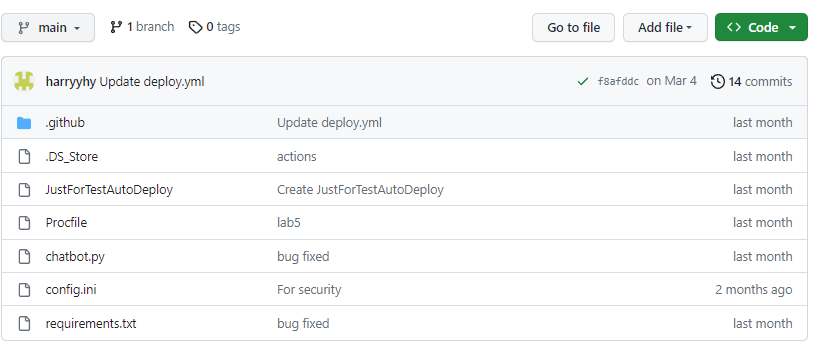 main 1 branch 0 tags Go to file Add file Code
harryyhy Update deploy.yml f8afddc on Mar 4 14 commits
.github Update deploy.yml last month
.DS_Store actions last month
JustForTestAutoDeploy Create JustForTestAutoDeploy last month
Procfile lab5 last month
chatbot.py bug fixed last month
config.ini For security 2 months ago
requirements.txt bug fixed last month